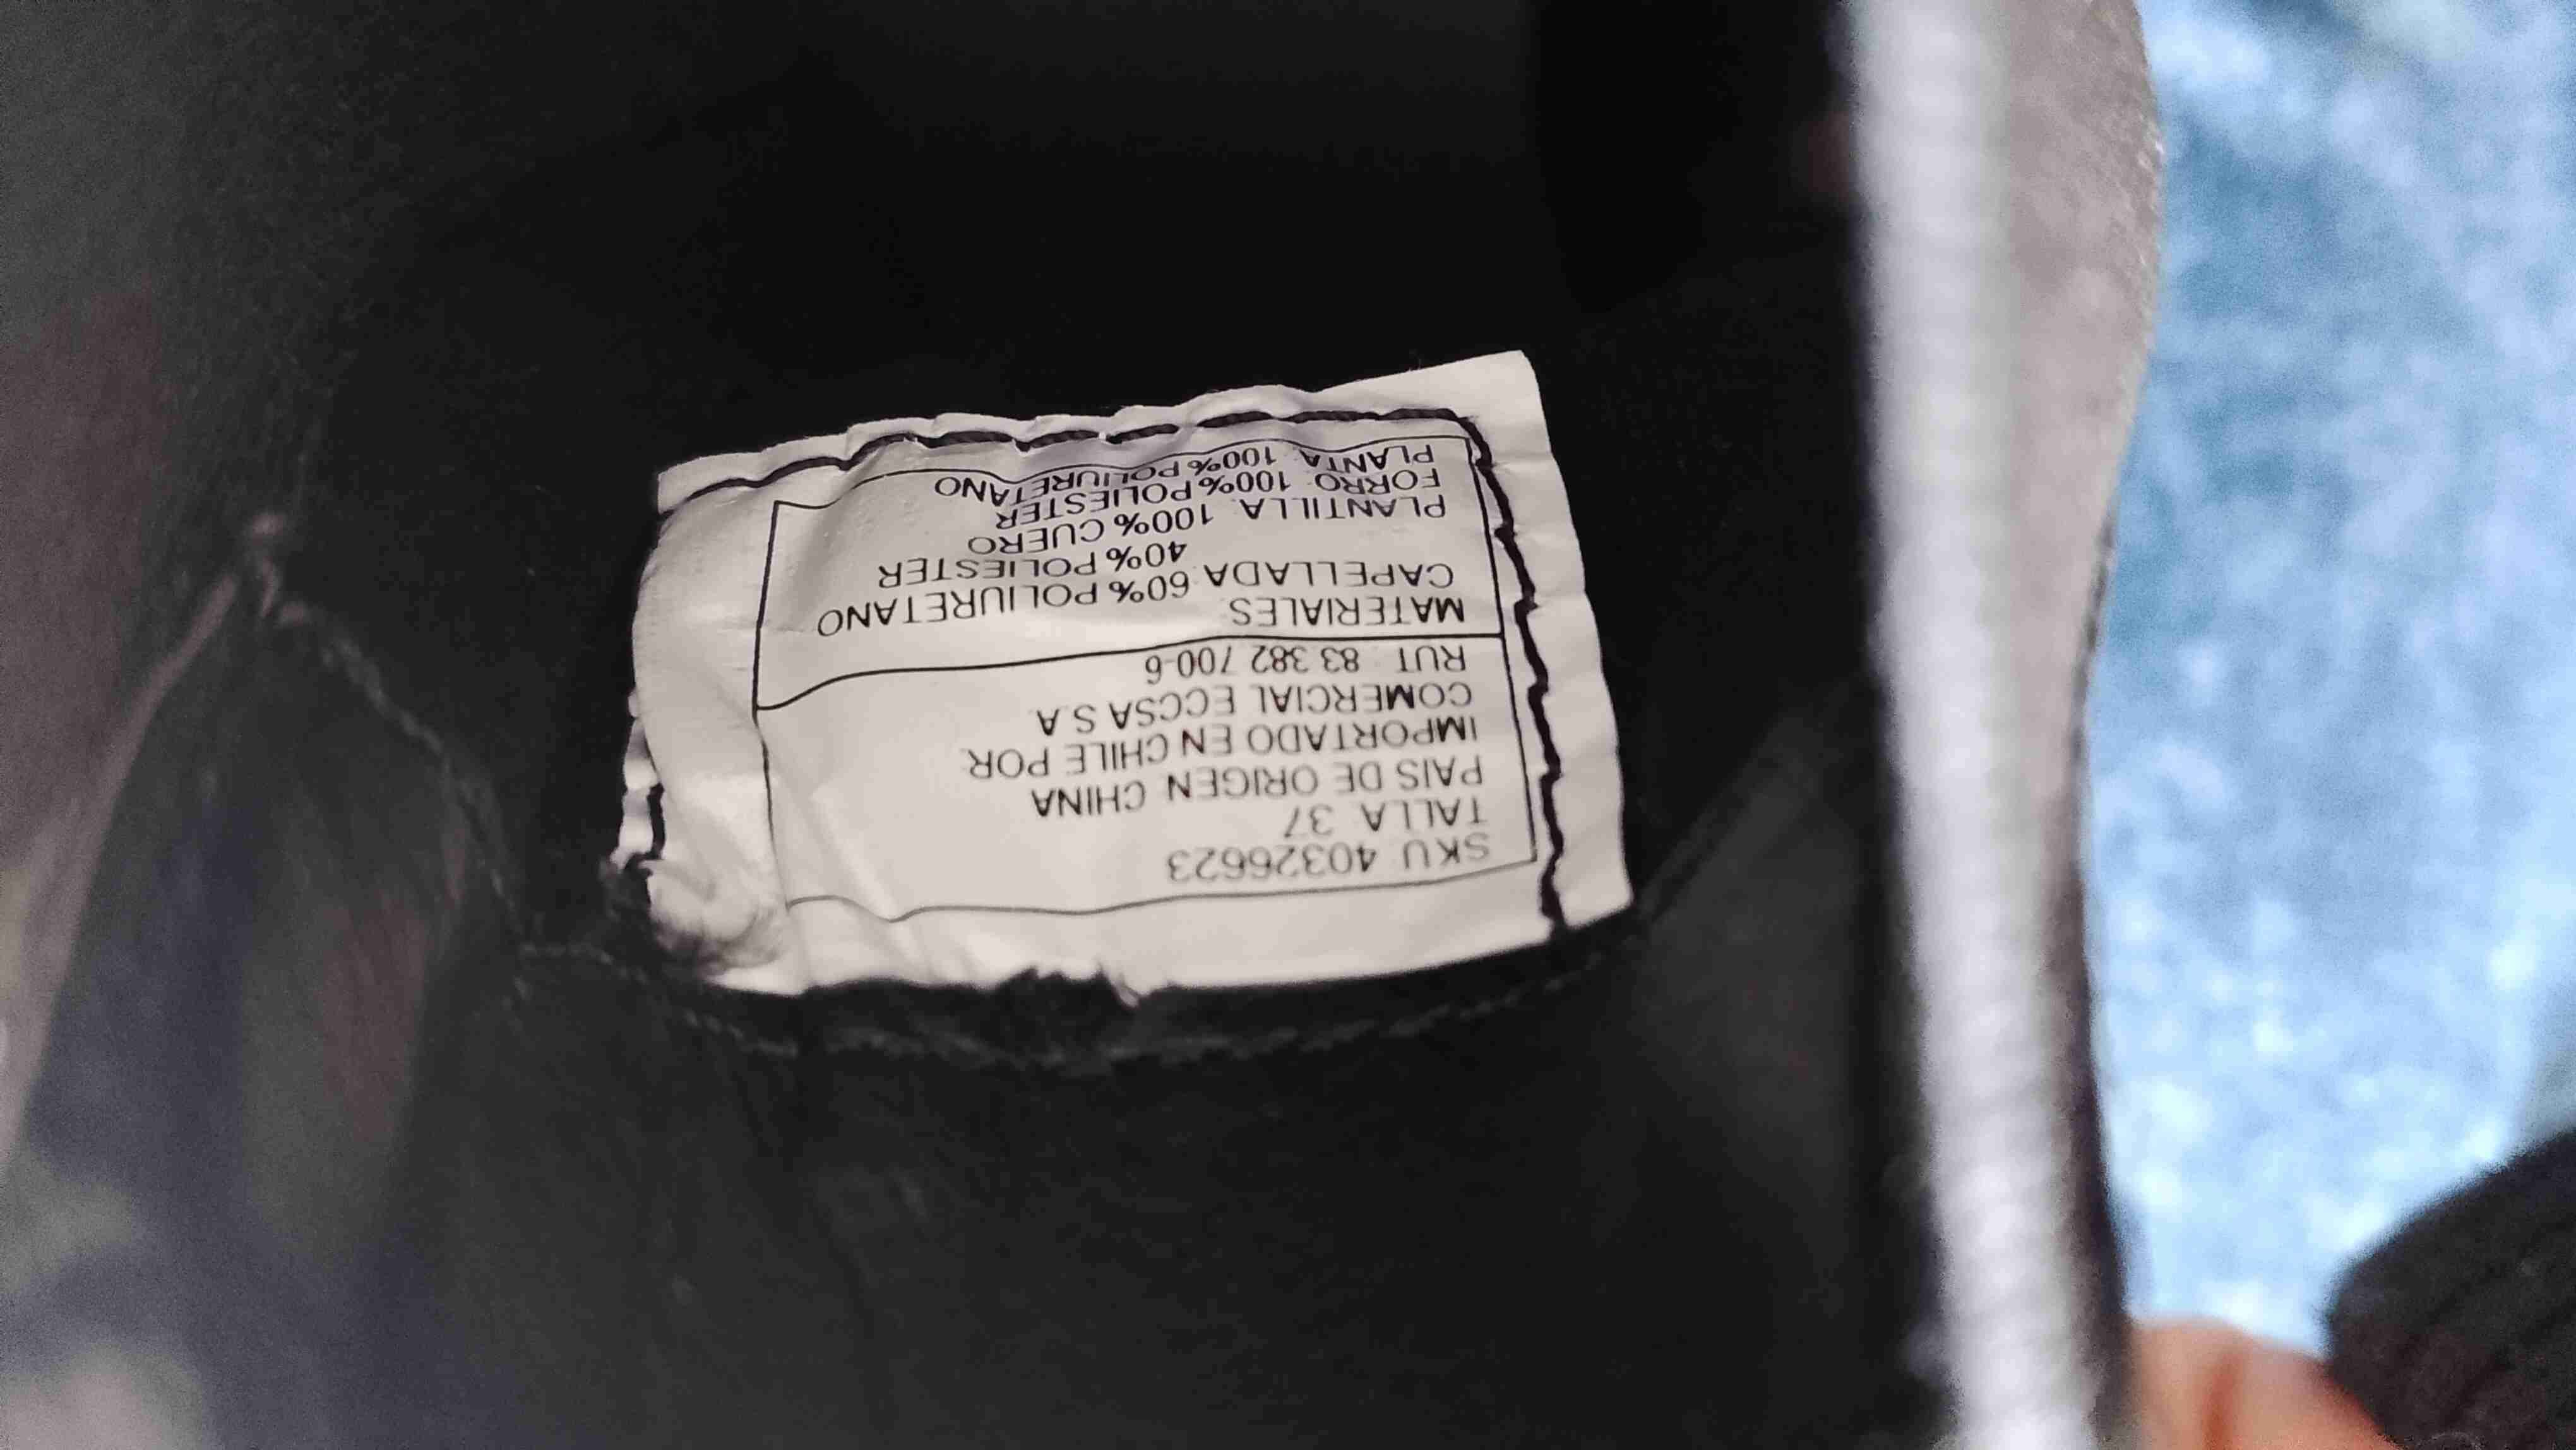 SKU 40326623
TALLA 37
PAIS DE ORIGEN CHINA
IMPORTADO EN CHILE POR
COMERCIAL ECCSA S A
RUT 83 382 700-6
MATERIALES
CAPELLADA 60% POLIURETANO
40% POLIESTER
PLANTILLA. 100% CUERO
FORRO 100% POLIESTER
PLANTA 100% POLIURETANO